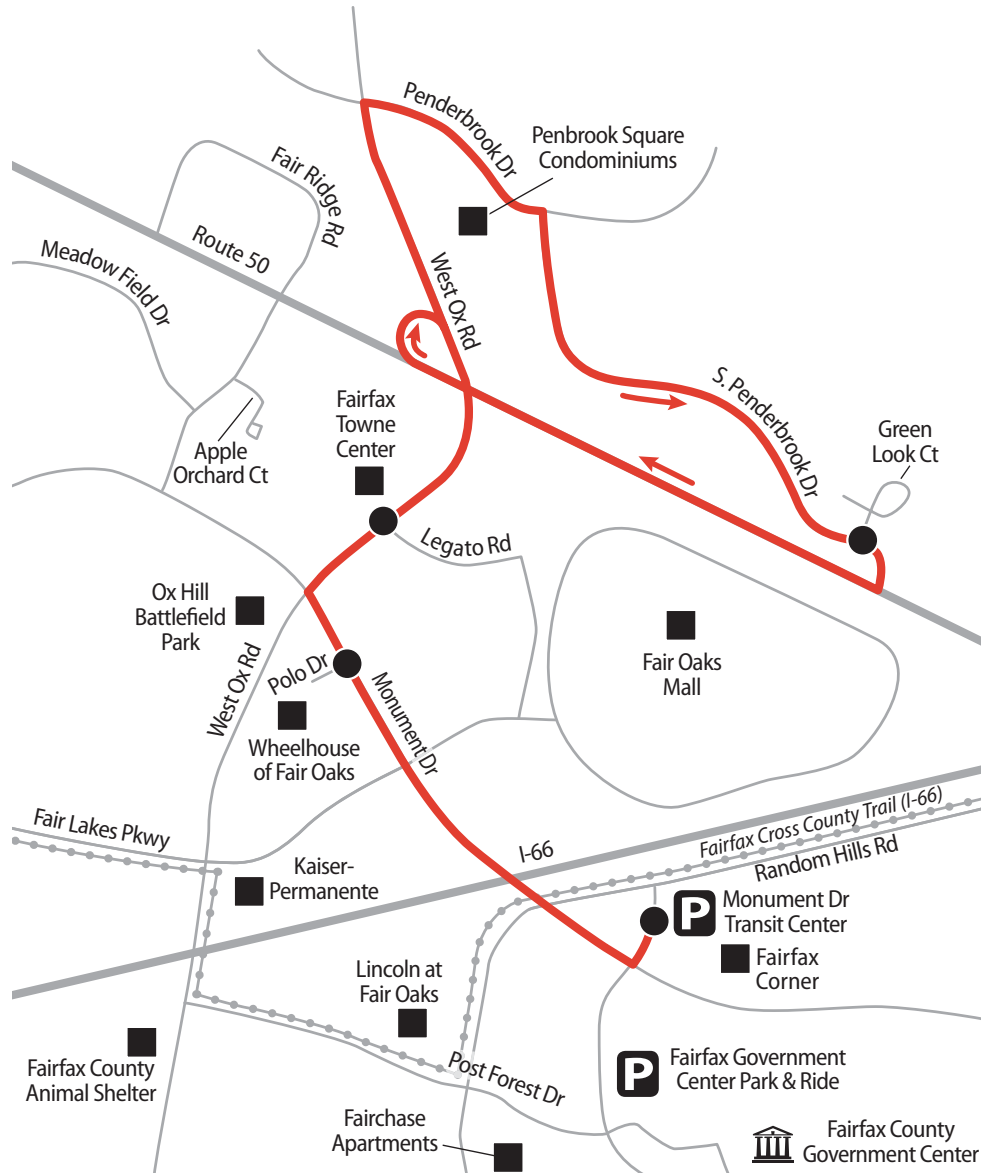 Penderbrook Dr
Penbrook Square
Condominiums
Fair Ridge Rd
Route 50
Meadow Field Dr
West Ox Rd
S. Penderbrook Dr
Fairfax
Towne
Center
Apple
Orchard Ct
Green
Look Ct
Legato Rd
Ox Hill
Battlefield
Park
Fair Oaks
Mall
Polo Dr
West Ox Rd
Monument Dr
Wheelhouse
of Fair Oaks
Fair Lakes Pkwy
I-66
Fairfax Cross County Trail (I-66)
Random Hills Rd
Kaiser-
Permanente
P
Monument Dr
Transit Center
Fairfax
Corner
Lincoln at
Fair Oaks
Fairfax County
Animal Shelter
Post Forest Dr
P
Fairfax Government
Center Park & Ride
Fairchase
Apartments
Fairfax County
Government Center